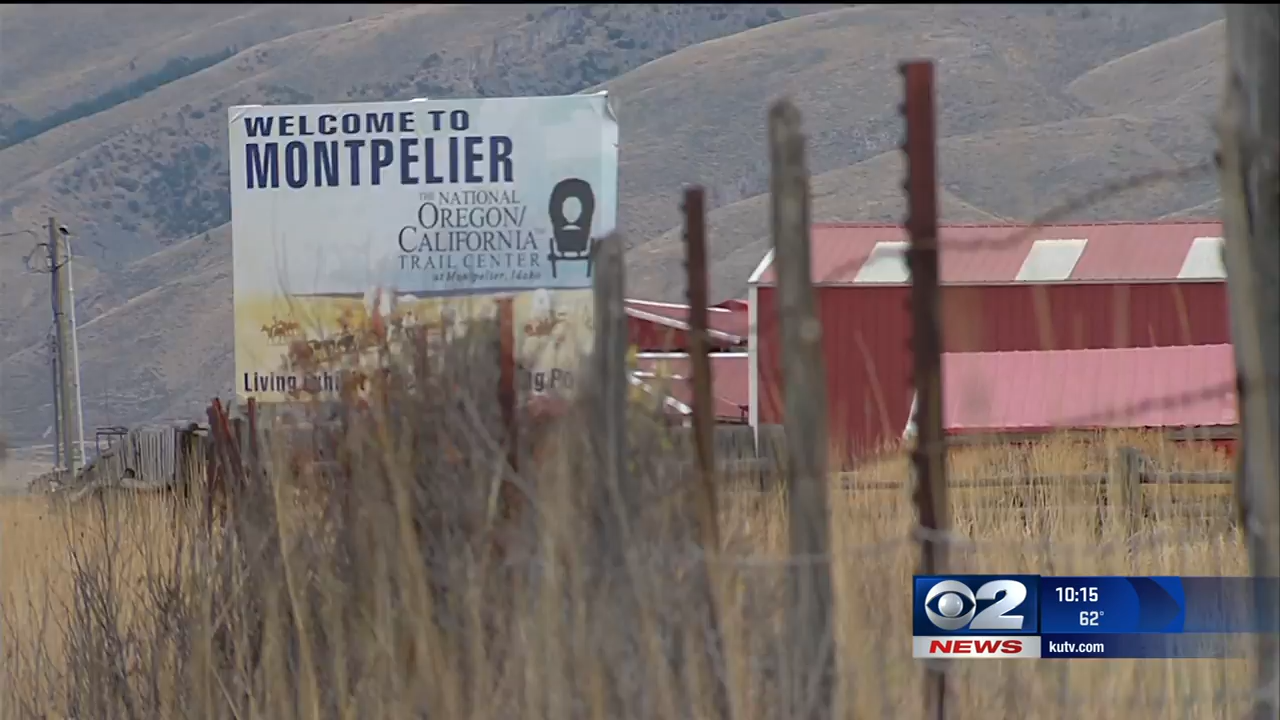 WELCOME TO
MONTPELIER
THE NATIONAL
OREGON/
CALIFORNIA
TRAIL CENTER
at Montpelier, Idaho
Living
2
NEWS
10:15
62°
kutv.com